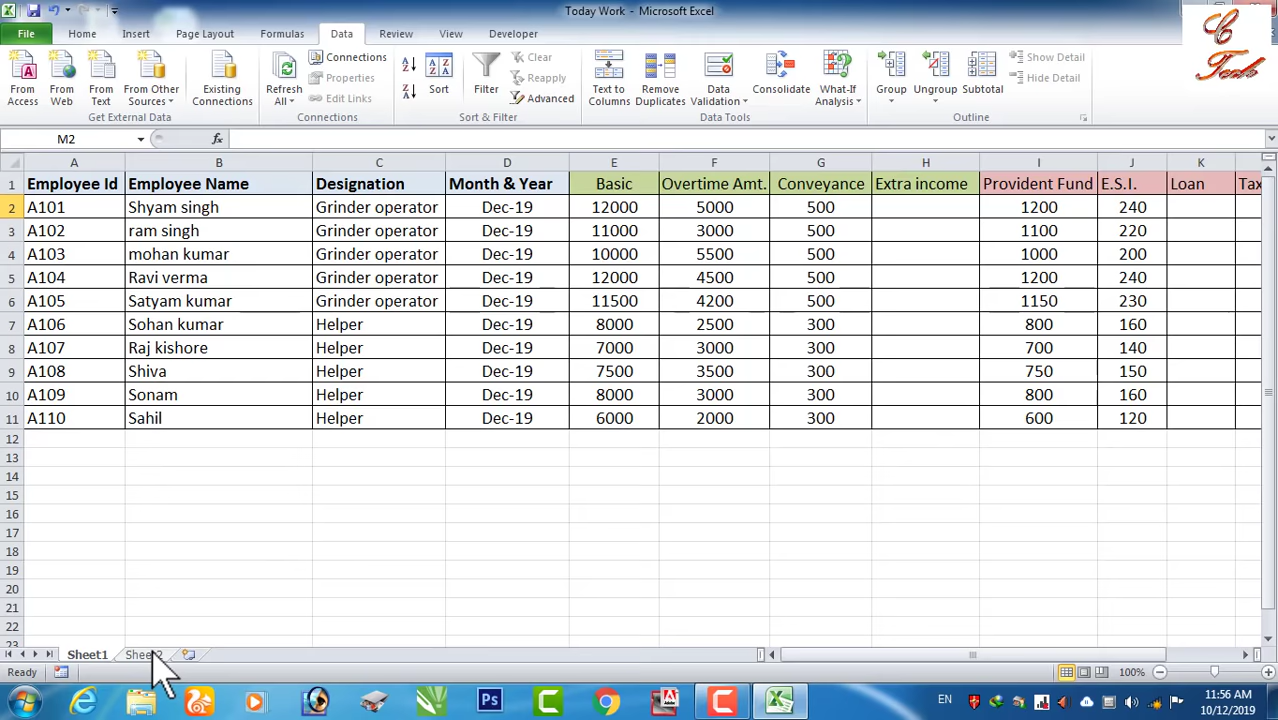 Today Work - Microsoft Excel
C Tech
File Home Insert Page Layout Formulas Data Review View Developer
From Access From Web From Text From Other Sources Existing Connections Refresh All Connections Properties Edit Links Sort Filter Clear Reapply Advanced Text to Columns Remove Duplicates Data Validation Consolidate What-If Analysis Group Ungroup Subtotal Show Detail Hide Detail
Get External Data Connections Sort & Filter Data Tools Outline
M2 fx
A B C D E F G H I J K
1 Employee Id Employee Name Designation Month & Year Basic Overtime Amt. Conveyance Extra income Provident Fund E.S.I. Loan Tax
2 A101 Shyam singh Grinder operator Dec-19 12000 5000 500 1200 240
3 A102 ram singh Grinder operator Dec-19 11000 3000 500 1100 220
4 A103 mohan kumar Grinder operator Dec-19 10000 5500 500 1000 200
5 A104 Ravi verma Grinder operator Dec-19 12000 4500 500 1200 240
6 A105 Satyam kumar Grinder operator Dec-19 11500 4200 500 1150 230
7 A106 Sohan kumar Helper Dec-19 8000 2500 300 800 160
8 A107 Raj kishore Helper Dec-19 7000 3000 300 700 140
9 A108 Shiva Helper Dec-19 7500 3500 300 750 150
10 A109 Sonam Helper Dec-19 8000 3000 300 800 160
11 A110 Sahil Helper Dec-19 6000 2000 300 600 120
12
13
14
15
16
17
18
19
20
21
22
23
Sheet1
Ready 100%
Ps C EN 11:56 AM
10/12/2019